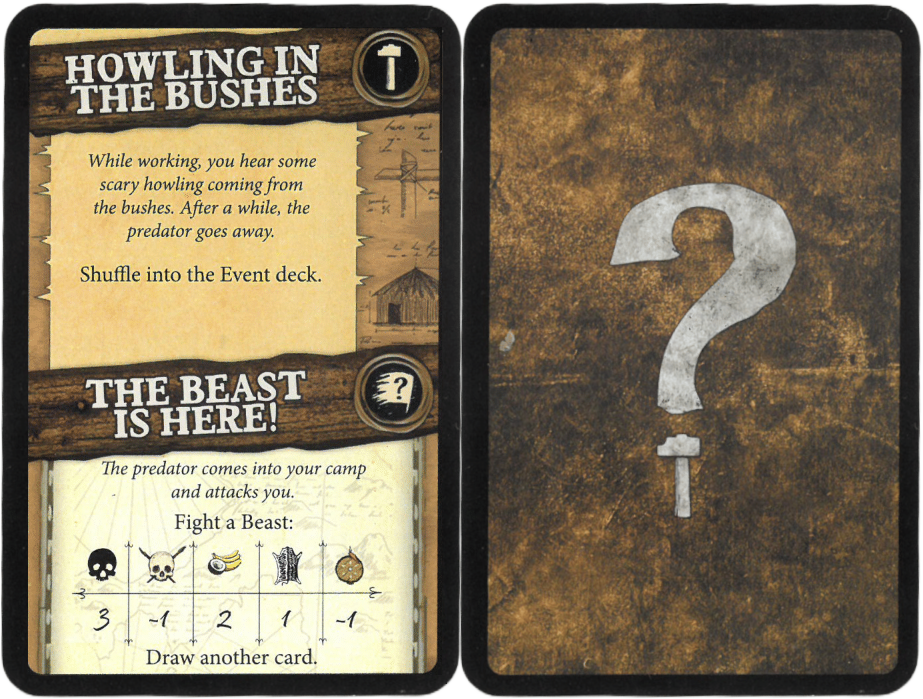 HOWLING IN
THE BUSHES
While working, you hear some
scary howling coming from
the bushes. After a while, the
predator goes away.
Shuffle into the Event deck.
THE BEAST
IS HERE!
?
The predator comes into your camp
and attacks you.
Fight a Beast:
3 -1 2 1 -1
Draw another card.
?